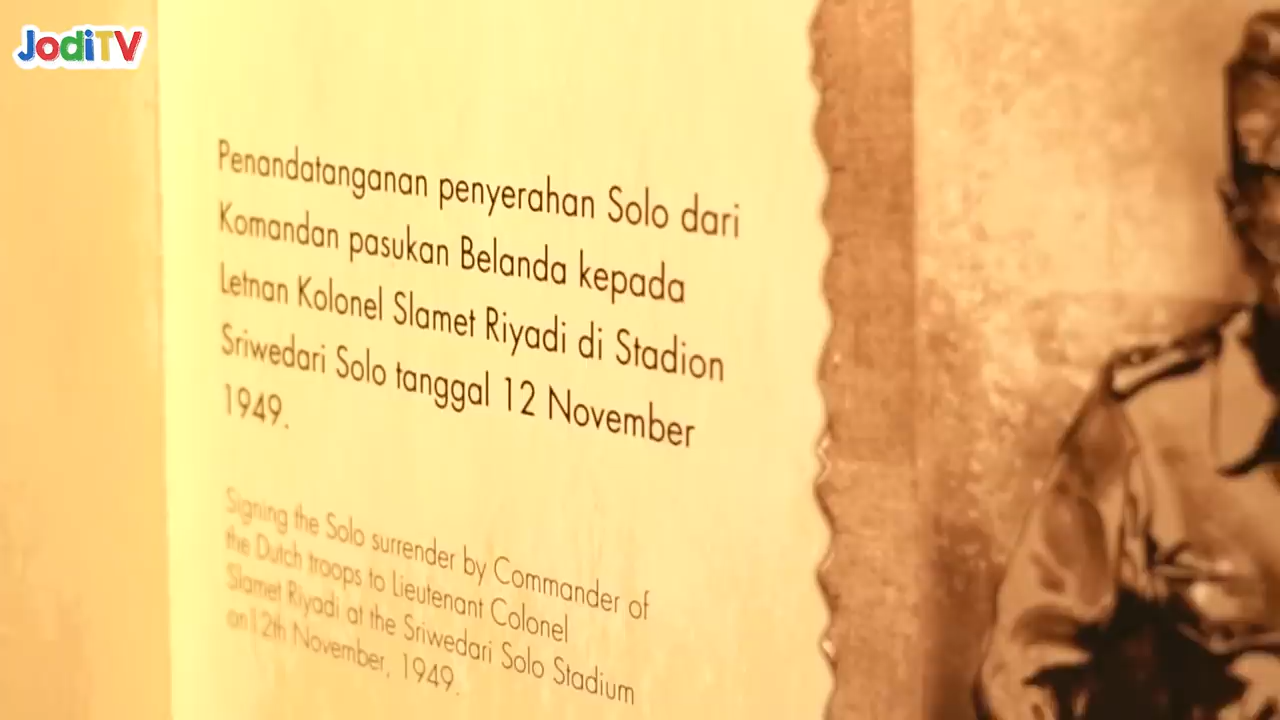 JodiTV
Penandatanganan penyerahan Solo dari
Komandan pasukan Belanda kepada
Letnan Kolonel Slamet Riyadi di Stadion
Sriwedari Solo tanggal 12 November
1949.
Signing the Solo surrender by Commander of
the Dutch troops to Lieutenant Colonel
Slamet Riyadi at the Sriwedari Solo Stadium
on12th November, 1949.